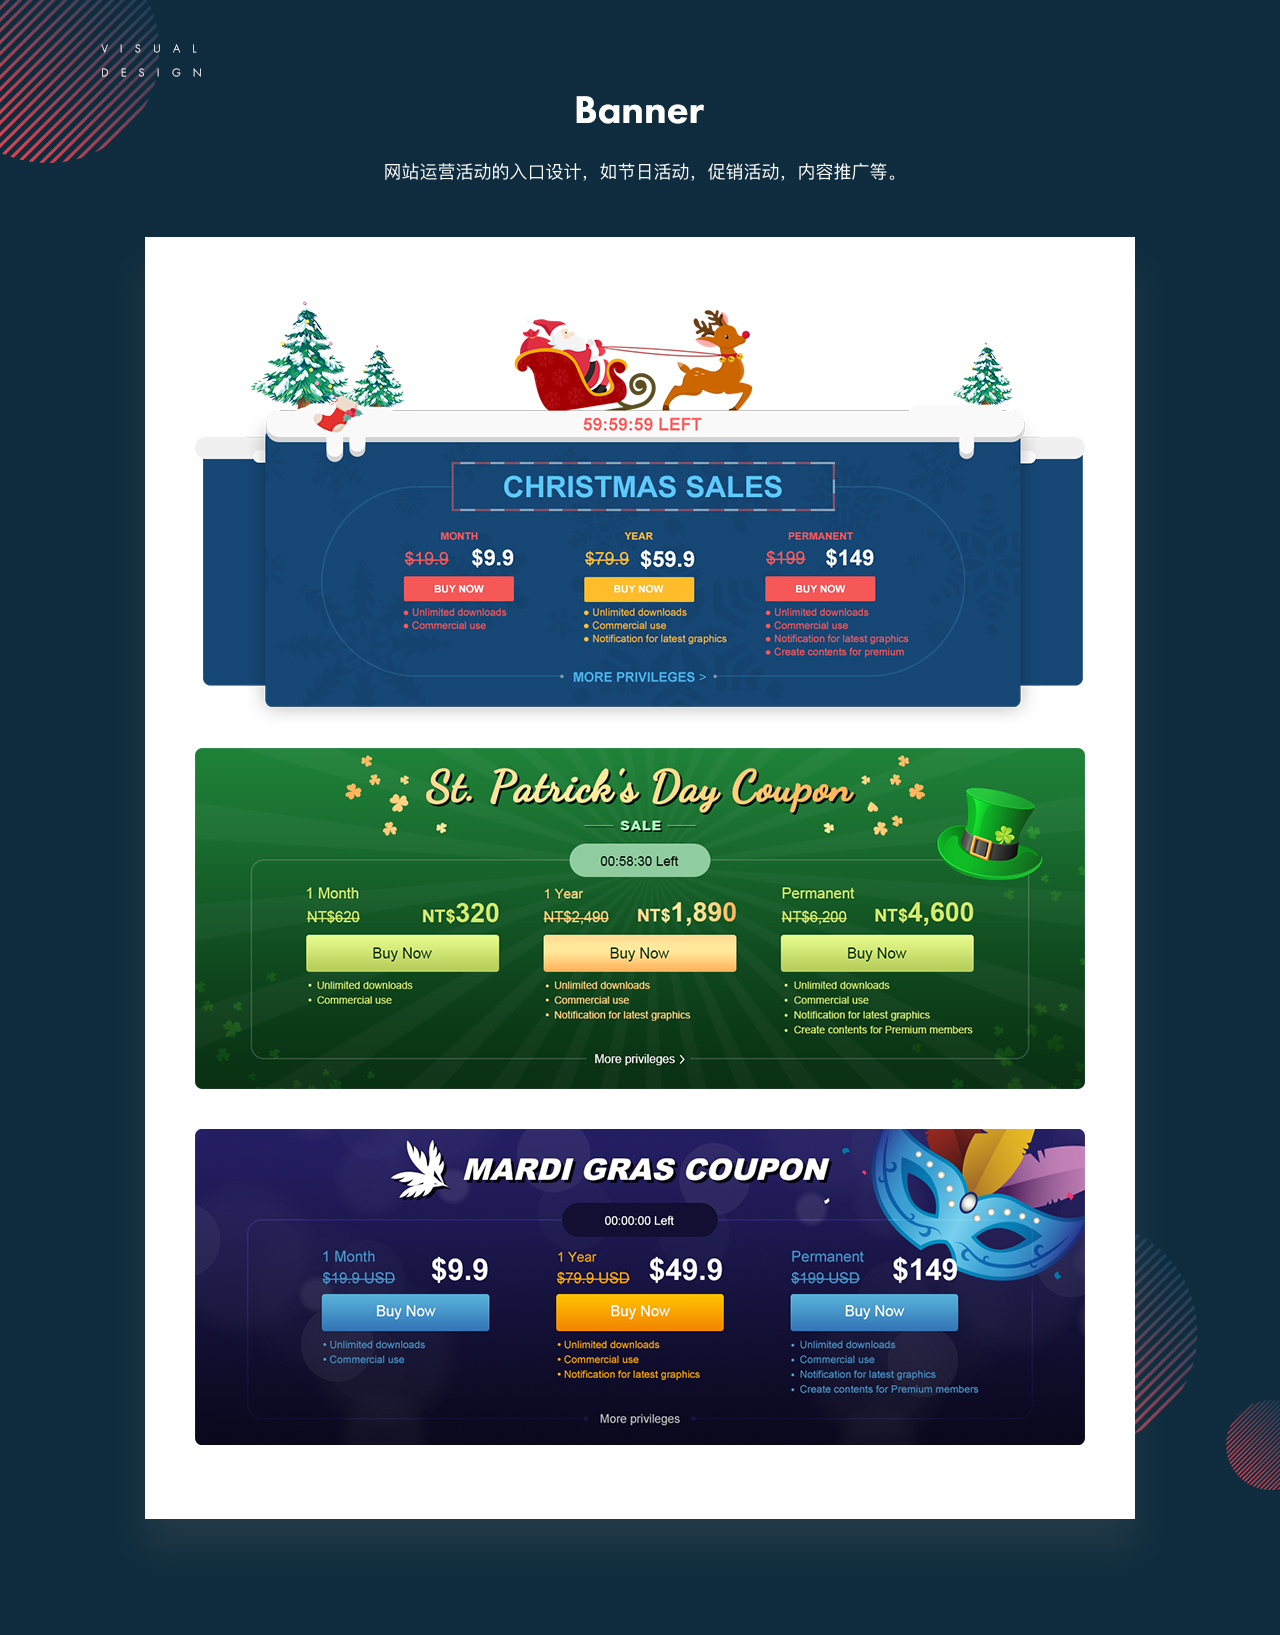 VISUAL
DESIGN
Banner
网站运营活动的入口设计，如节日活动，促销活动，内容推广等。
59:59:59 LEFT
CHRISTMAS SALES
MONTH
$19.9 $9.9
BUY NOW
● Unlimited downloads
● Commercial use
YEAR
$79.9 $59.9
BUY NOW
● Unlimited downloads
● Commercial use
● Notification for latest graphics
PERMANENT
$199 $149
BUY NOW
● Unlimited downloads
● Commercial use
● Notification for latest graphics
● Create contents for premium
• MORE PRIVILEGES > •
St. Patrick's Day Coupon
SALE
00:58:30 Left
1 Month
NT$620 NT$320
Buy Now
• Unlimited downloads
• Commercial use
1 Year
NT$2,490 NT$1,890
Buy Now
• Unlimited downloads
• Commercial use
• Notification for latest graphics
Permanent
NT$6,200 NT$4,600
Buy Now
• Unlimited downloads
• Commercial use
• Notification for latest graphics
• Create contents for Premium members
More privileges >
MARDI GRAS COUPON
00:00:00 Left
1 Month
$19.9 USD $9.9
Buy Now
• Unlimited downloads
• Commercial use
1 Year
$79.9 USD $49.9
Buy Now
• Unlimited downloads
• Commercial use
• Notification for latest graphics
Permanent
$199 USD $149
Buy Now
• Unlimited downloads
• Commercial use
• Notification for latest graphics
• Create contents for Premium members
More privileges